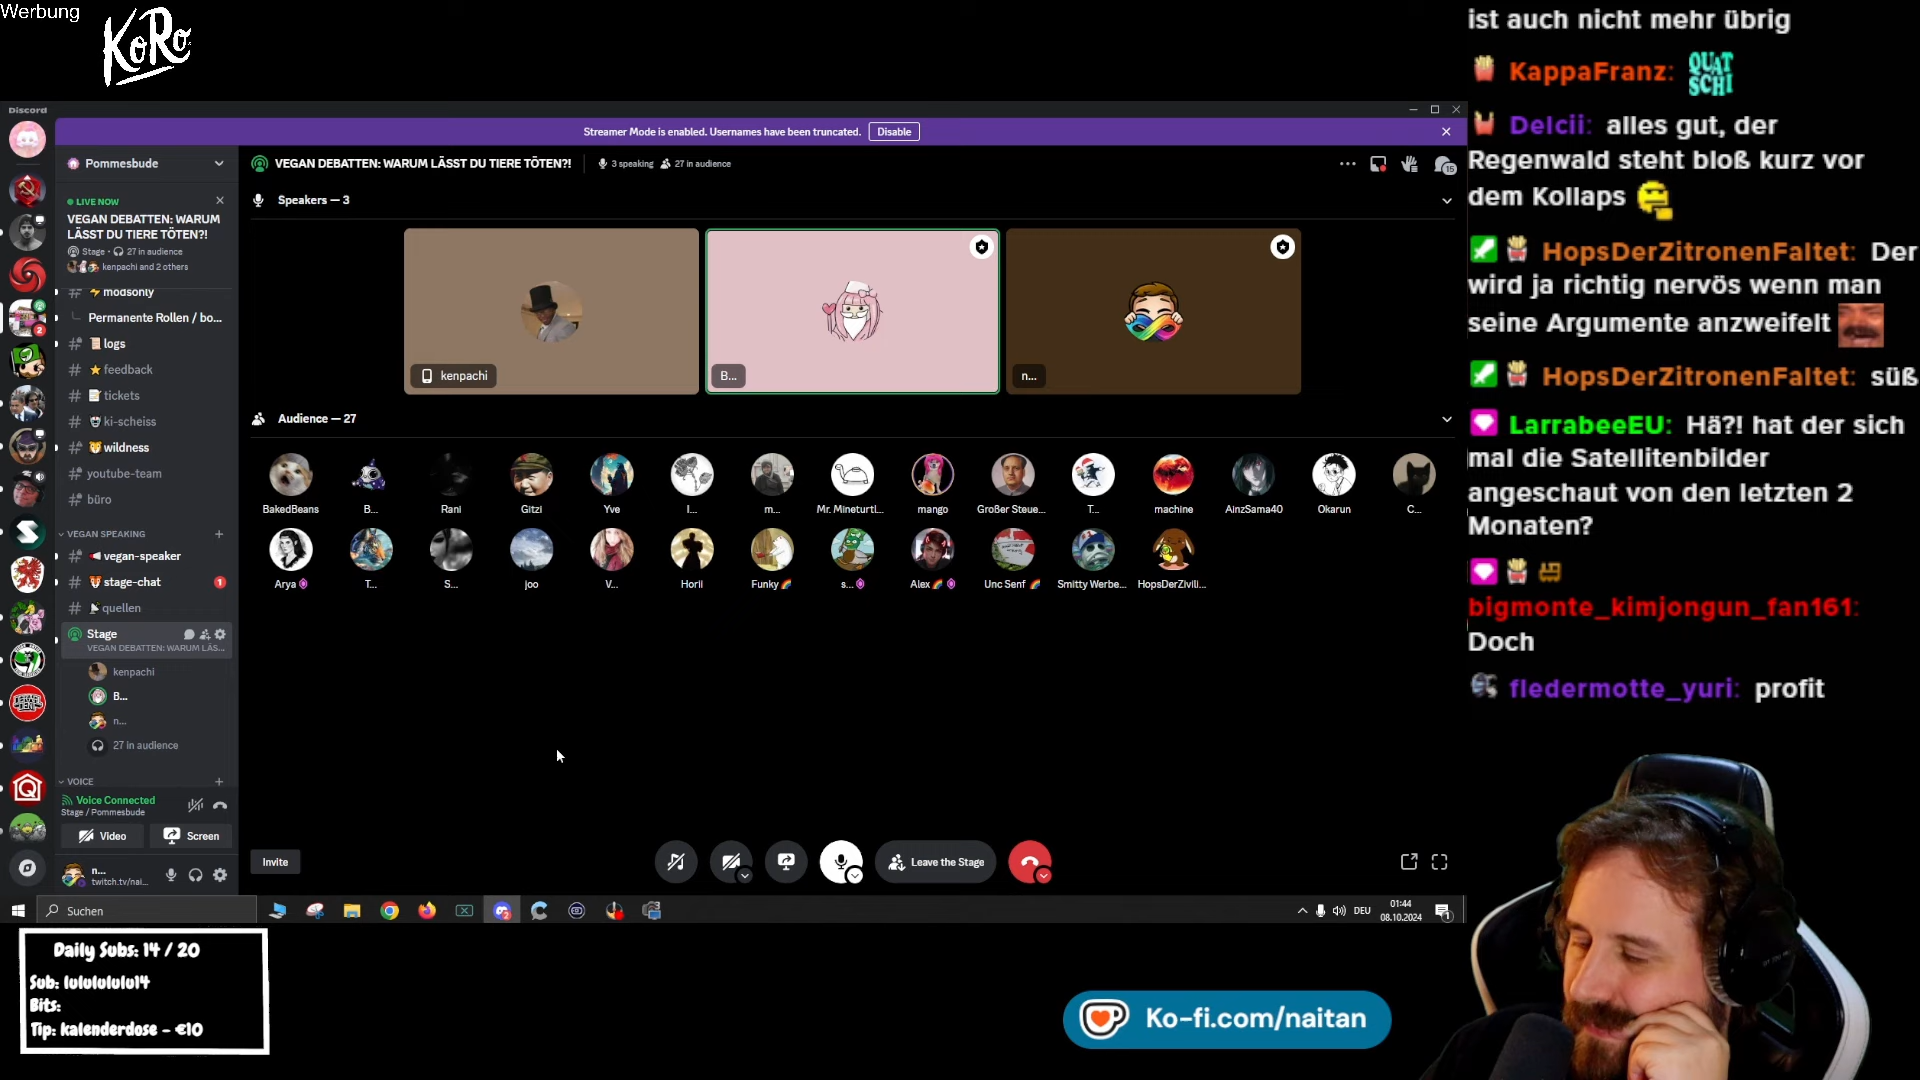 Werbung
KoRo
Discord
Streamer Mode is enabled. Usernames have been truncated.
Disable
Pommesbude
LIVE NOW
VEGAN DEBATTEN: WARUM
LÄSST DU TIERE TÖTEN?!
Stage • 27 in audience
kenpachi and 2 others
modsonly
Permanente Rollen / bo...
logs
feedback
tickets
ki-scheiss
wildness
youtube-team
büro
VEGAN SPEAKING
vegan-speaker
stage-chat
1
quellen
Stage
VEGAN DEBATTEN: WARUM LÄS...
kenpachi
B...
n...
27 in audience
VOICE
Voice Connected
Stage / Pommesbude
Video
Screen
n...
twitch.tv/nai...
VEGAN DEBATTEN: WARUM LÄSST DU TIERE TÖTEN?!
3 speaking
27 in audience
15
Speakers — 3
kenpachi
B...
n...
Audience — 27
BakedBeans
B...
Rani
Gitzi
Yve
I...
m...
Mr. Mineturtl...
mango
Großer Steue...
T...
machine
AinzSama40
Okarun
C...
Arya
T...
S...
joo
V...
Horli
Funky
s...
Alex
Unc Senf
Smitty Werbe...
HopsDerZivili...
Invite
Leave the Stage
Suchen
DEU
01:44
08.10.2024
1
ist auch nicht mehr übrig
KappaFranz: QUAT
SCHI
Delcii: alles gut, der
Regenwald steht bloß kurz vor
dem Kollaps
HopsDerZitronenFaltet: Der
wird ja richtig nervös wenn man
seine Argumente anzweifelt
HopsDerZitronenFaltet: süß
LarrabeeEU: Hä?! hat der sich
mal die Satellitenbilder
angeschaut von den letzten 2
Monaten?
bigmonte_kimjongun_fan161:
Doch
fledermotte_yuri: profit
Daily Subs: 14 / 20
Sub: lulululululu14
Bits:
Tip: kalenderdose - €10
Ko-fi.com/naitan